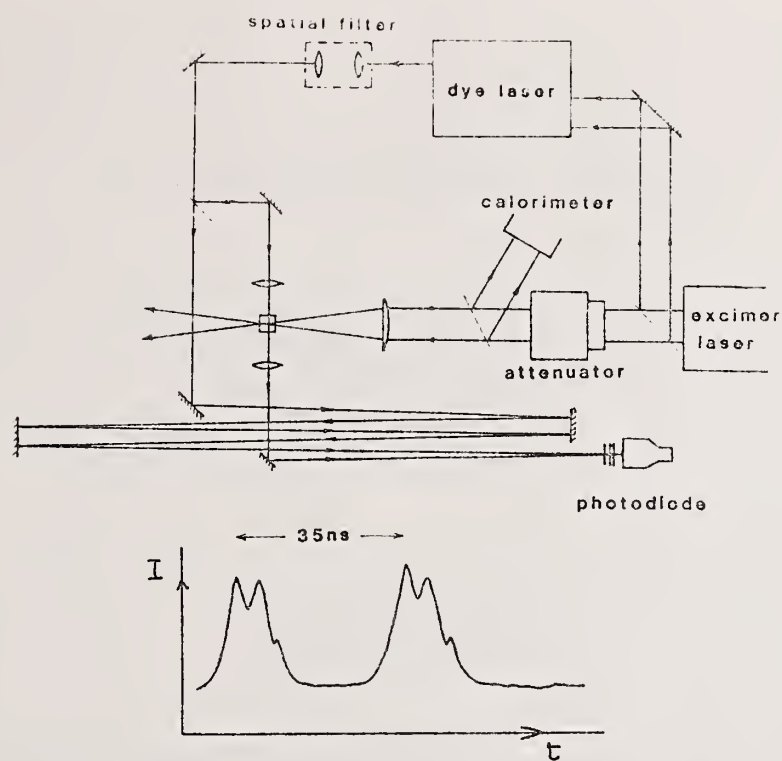 spatial filter
dye laser
calorimeter
excimer
laser
attenuator
photodiode
35ns
I
t